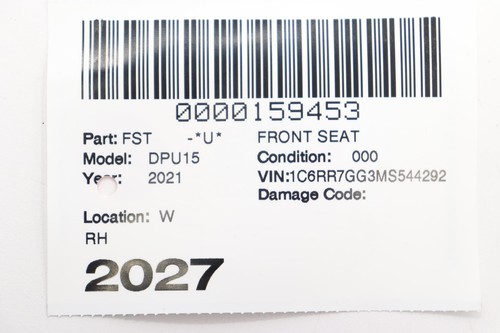 0000159453
Part: FST -*U* FRONT SEAT
Model: DPU15 Condition: 000
Year: 2021 VIN:1C6RR7GG3MS544292
Damage Code:
Location: W
RH
2027